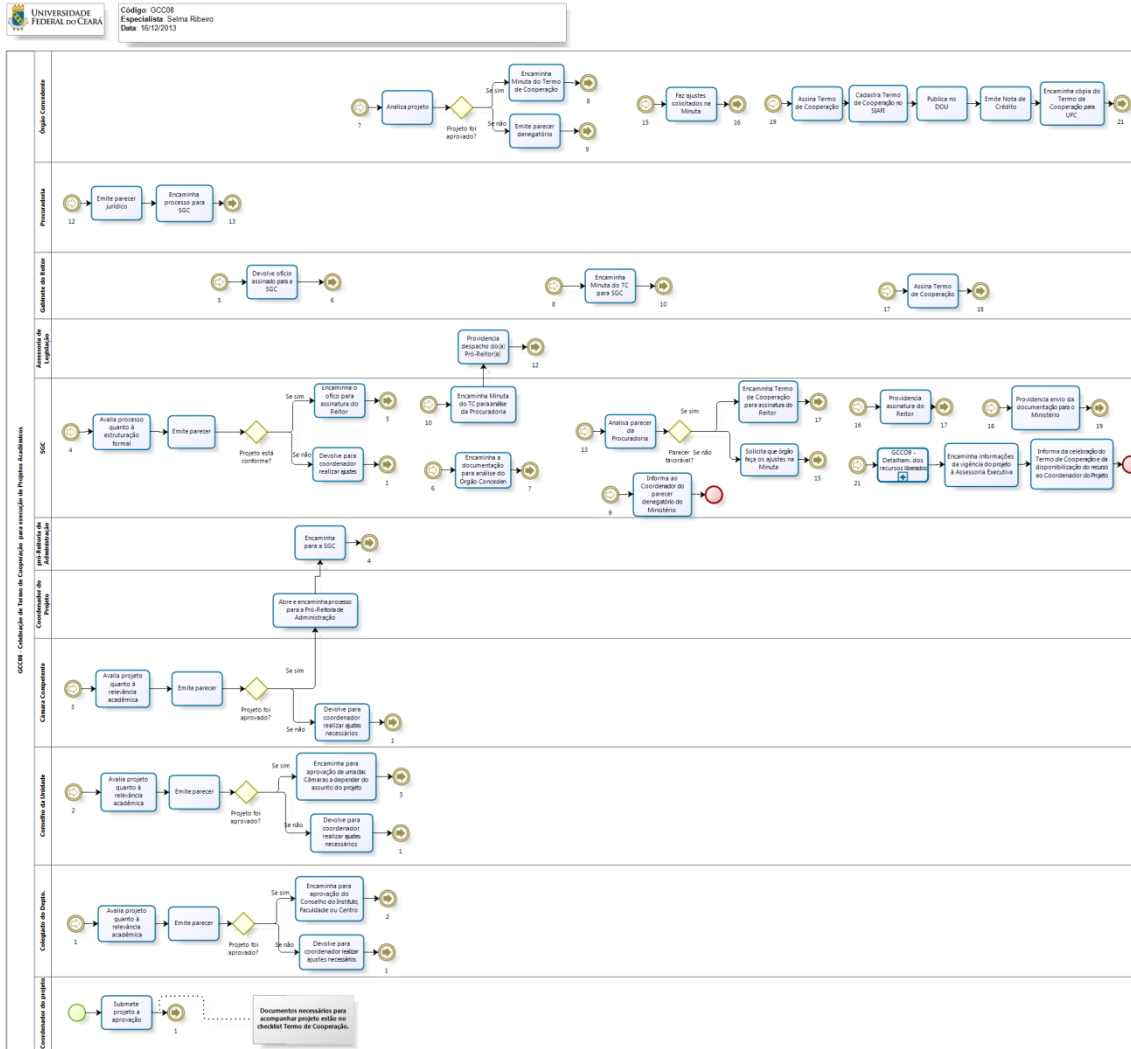 UNIVERSIDADE
FEDERAL DO CEARÁ
Código: GCC08
Especialista: Selma Ribeiro
Data: 16/12/2013
GCC08 - Celebração de Termo de Cooperação para execução de Projetos Acadêmicos
Órgão Concedente
7
Analisa projeto
Projeto foi
aprovado?
Se sim
Se não
Encaminha
Minuta do Termo
de Cooperação
8
Emite parecer
denegatório
9
15
Faz ajustes
solicitados na
Minuta
16
19
Assina Termo
de Cooperação
Cadastra Termo
de Cooperação no
SIAFI
Publica no
DOU
Emite Nota de
Crédito
Encaminha cópia do
Termo de
Cooperação para
UFC
21
Procuradoria
12
Emite parecer
jurídico
Encaminha
processo para
SGC
13
Gabinete do Reitor
5
Devolve ofício
assinado para a
SGC
6
8
Encaminha
Minuta do TC
para SGC
10
17
Assina Termo
de Cooperação
18
Assessoria de
Legislação
Providencia
despacho do(a)
Pró-Reitor(a)
12
SGC
4
Avalia processo
quanto à
estruturação
formal
Emite parecer
Projeto está
conforme?
Se sim
Se não
Encaminha o
ofíco para
assinatura do
Reitor
5
Devolve para
coordenador
realizar ajustes
1
10
Encaminha Minuta
do TC para análise
da Procuradoria
6
Encaminha a
documentação
para análise do
Órgão Conceden
7
13
Analisa parecer
da
Procuradoria
Parecer
favorável?
Se sim
Se não
Encaminha Termo
de Cooperação
para assinatura do
Reitor
17
Solicita que órgão
faça os ajustes na
Minuta
15
9
Informa ao
Coordenador do
parecer
denegatório do
Ministério
16
Providencia
assinatura do
Reitor
17
18
Providencia envio da
documentação para o
Ministério
19
21
GCC09 -
Detalham. dos
recursos liberados
Encaminha informações
da vigência do projeto
à Assessoria Executiva
Informa da celebração do
Termo de Cooperação e da
disponibilização do recurso
ao Coordenador do Projeto
pró-Reitoria de
Administração
Encaminha
para a SGC
4
Coordenador do
Projeto
Abre e encaminha processo
para a Pró-Reitoria de
Administração
Câmara Competente
3
Avalia projeto
quanto à
relevância
acadêmica
Emite parecer
Projeto foi
aprovado?
Se sim
Se não
Devolve para
coordenador
realizar ajustes
necessários
1
Conselho da Unidade
2
Avalia projeto
quanto à
relevância
acadêmica
Emite parecer
Projeto foi
aprovado?
Se sim
Se não
Encaminha para
aprovação de uma das
Câmaras a depender do
assunto do projeto
3
Devolve para
coordenador
realizar ajustes
necessários
1
Colegiado do Depto.
1
Avalia projeto
quanto à
relevância
acadêmica
Emite parecer
Projeto foi
aprovado?
Se sim
Se não
Encaminha para
aprovação do
Conselho do Instituto,
Faculdade ou Centro
2
Devolve para
coordenador realizar
ajustes necessários
1
Coordenador do projeto
Submete
projeto a
aprovação
1
Documentos necessários para
acompanhar projeto estão no
checklist Termo de Cooperação.